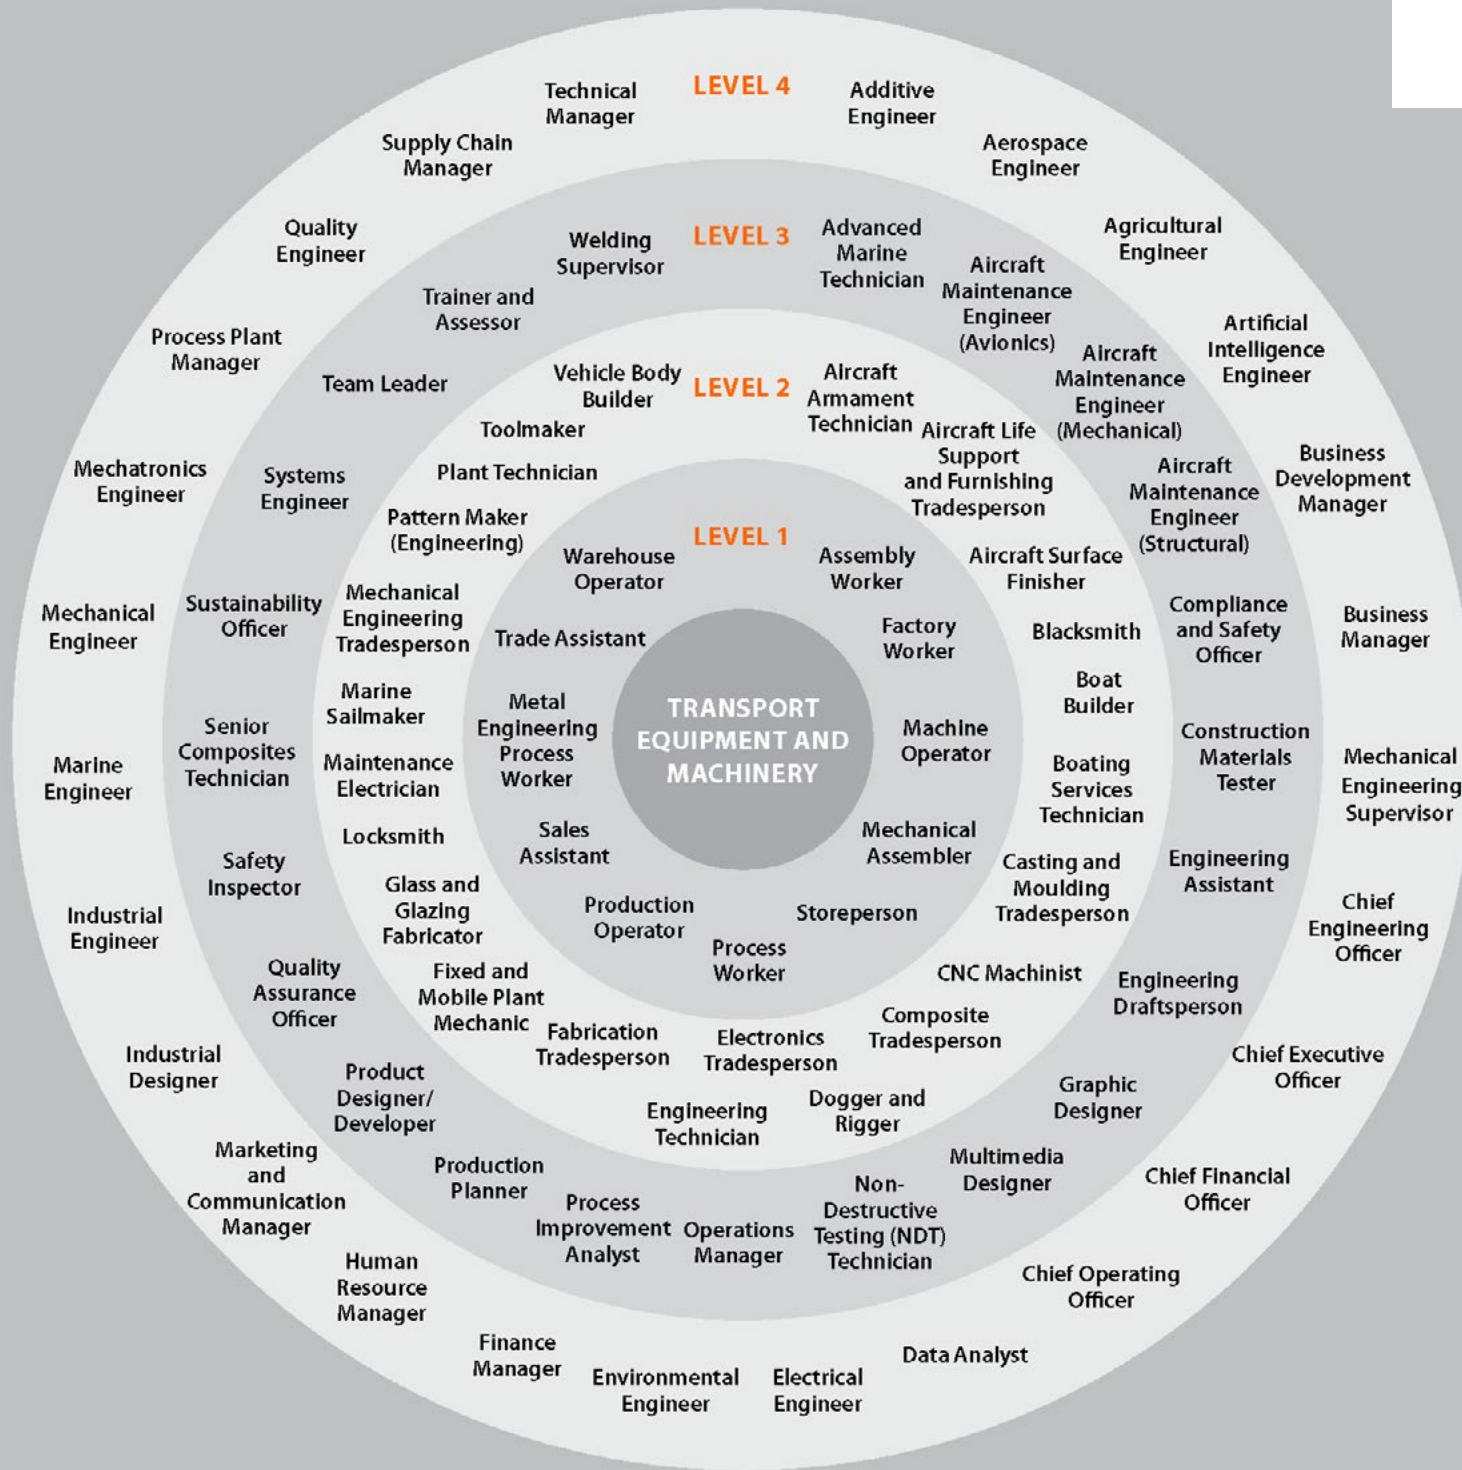 LEVEL 4
Additive
Engineer
Aerospace
Engineer
Agricultural
Engineer
Artificial
Intelligence
Engineer
Business
Development
Manager
Business
Manager
Mechanical
Engineering
Supervisor
Chief
Engineering
Officer
Chief Executive
Officer
Chief Financial
Officer
Chief Operating
Officer
Data Analyst
Electrical
Engineer
Environmental
Engineer
Finance
Manager
Human
Resource
Manager
Marketing
and
Communication
Manager
Industrial
Designer
Industrial
Engineer
Marine
Engineer
Mechanical
Engineer
Mechatronics
Engineer
Process Plant
Manager
Quality
Engineer
Supply Chain
Manager
Technical
Manager
LEVEL 3
Advanced
Marine
Technician
Aircraft
Maintenance
Engineer
(Avionics)
Aircraft
Maintenance
Engineer
(Mechanical)
Aircraft
Maintenance
Engineer
(Structural)
Compliance
and Safety
Officer
Construction
Materials
Tester
Engineering
Assistant
Engineering
Draftsperson
Graphic
Designer
Multimedia
Designer
Non-
Destructive
Testing (NDT)
Technician
Operations
Manager
Process
Improvement
Analyst
Production
Planner
Product
Designer/
Developer
Quality
Assurance
Officer
Safety
Inspector
Senior
Composites
Technician
Sustainability
Officer
Systems
Engineer
Team Leader
Trainer and
Assessor
Welding
Supervisor
LEVEL 2
Aircraft
Armament
Technician
Aircraft Life
Support
and Furnishing
Tradesperson
Aircraft Surface
Finisher
Blacksmith
Boat
Builder
Boating
Services
Technician
Casting and
Moulding
Tradesperson
CNC Machinist
Composite
Tradesperson
Dogger and
Rigger
Electronics
Tradesperson
Engineering
Technician
Fabrication
Tradesperson
Fixed and
Mobile Plant
Mechanic
Glass and
Glazing
Fabricator
Locksmith
Maintenance
Electrician
Marine
Sailmaker
Mechanical
Engineering
Tradesperson
Pattern Maker
(Engineering)
Plant Technician
Toolmaker
Vehicle Body
Builder
LEVEL 1
Assembly
Worker
Factory
Worker
Machine
Operator
Mechanical
Assembler
Storeperson
Process
Worker
Production
Operator
Sales
Assistant
Metal
Engineering
Process
Worker
Trade Assistant
Warehouse
Operator
TRANSPORT
EQUIPMENT AND
MACHINERY